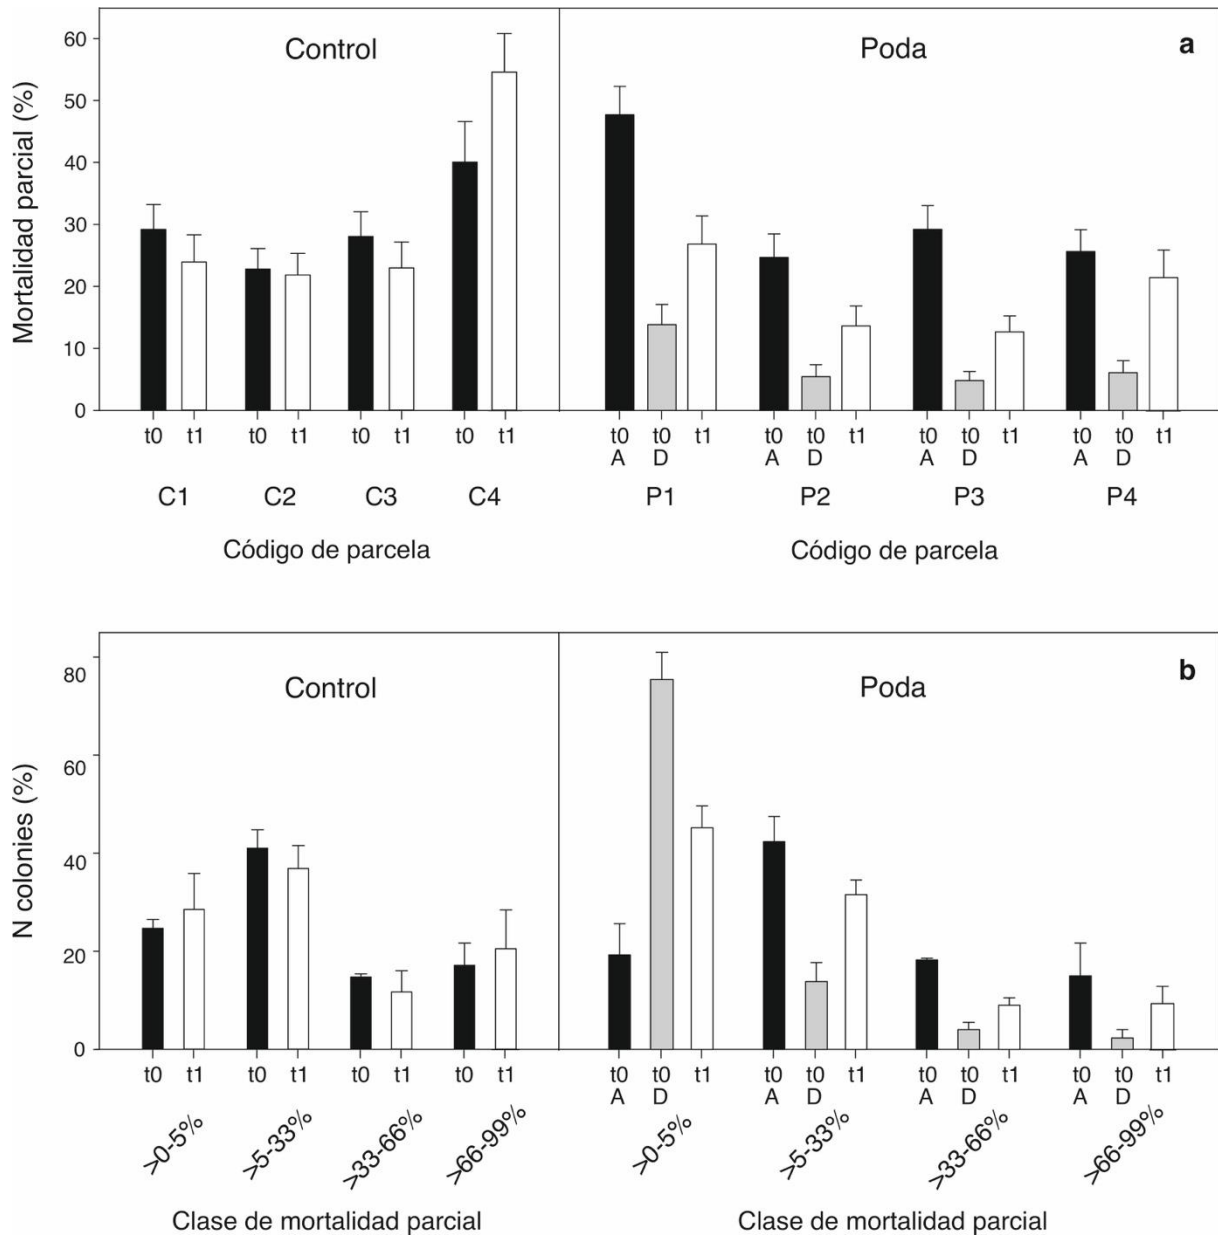 Control
Poda
a
Mortalidad parcial (%)
60
50
40
30
20
10
0
t0 t1 t0 t1 t0 t1 t0 t1 t0 t0 t1 t0 t0 t1 t0 t0 t1 t0 t0 t1
A D A D A D A D
C1 C2 C3 C4 P1 P2 P3 P4
Código de parcela
Código de parcela
Control
Poda
b
N colonies (%)
80
60
40
20
0
t0 t1 t0 t1 t0 t1 t0 t1 t0 t0 t1 t0 t0 t1 t0 t0 t1 t0 t0 t1
A D A D A D A D
>0-5% >5-33% >33-66% >66-99% >0-5% >5-33% >33-66% >66-99%
Clase de mortalidad parcial
Clase de mortalidad parcial